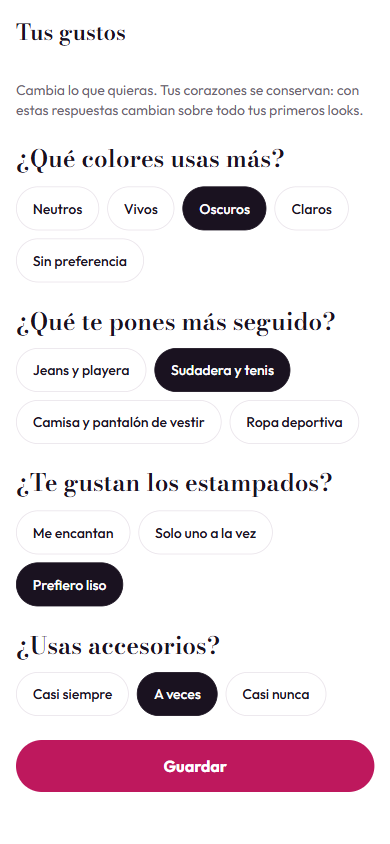 Tus gustos
Cambia lo que quieras. Tus corazones se conservan: con
estas respuestas cambian sobre todo tus primeros looks.
¿Qué colores usas más?
Neutros Vivos Oscuros Claros
Sin preferencia
¿Qué te pones más seguido?
Jeans y playera Sudadera y tenis
Camisa y pantalón de vestir Ropa deportiva
¿Te gustan los estampados?
Me encantan Solo uno a la vez
Prefiero liso
¿Usas accesorios?
Casi siempre A veces Casi nunca
Guardar